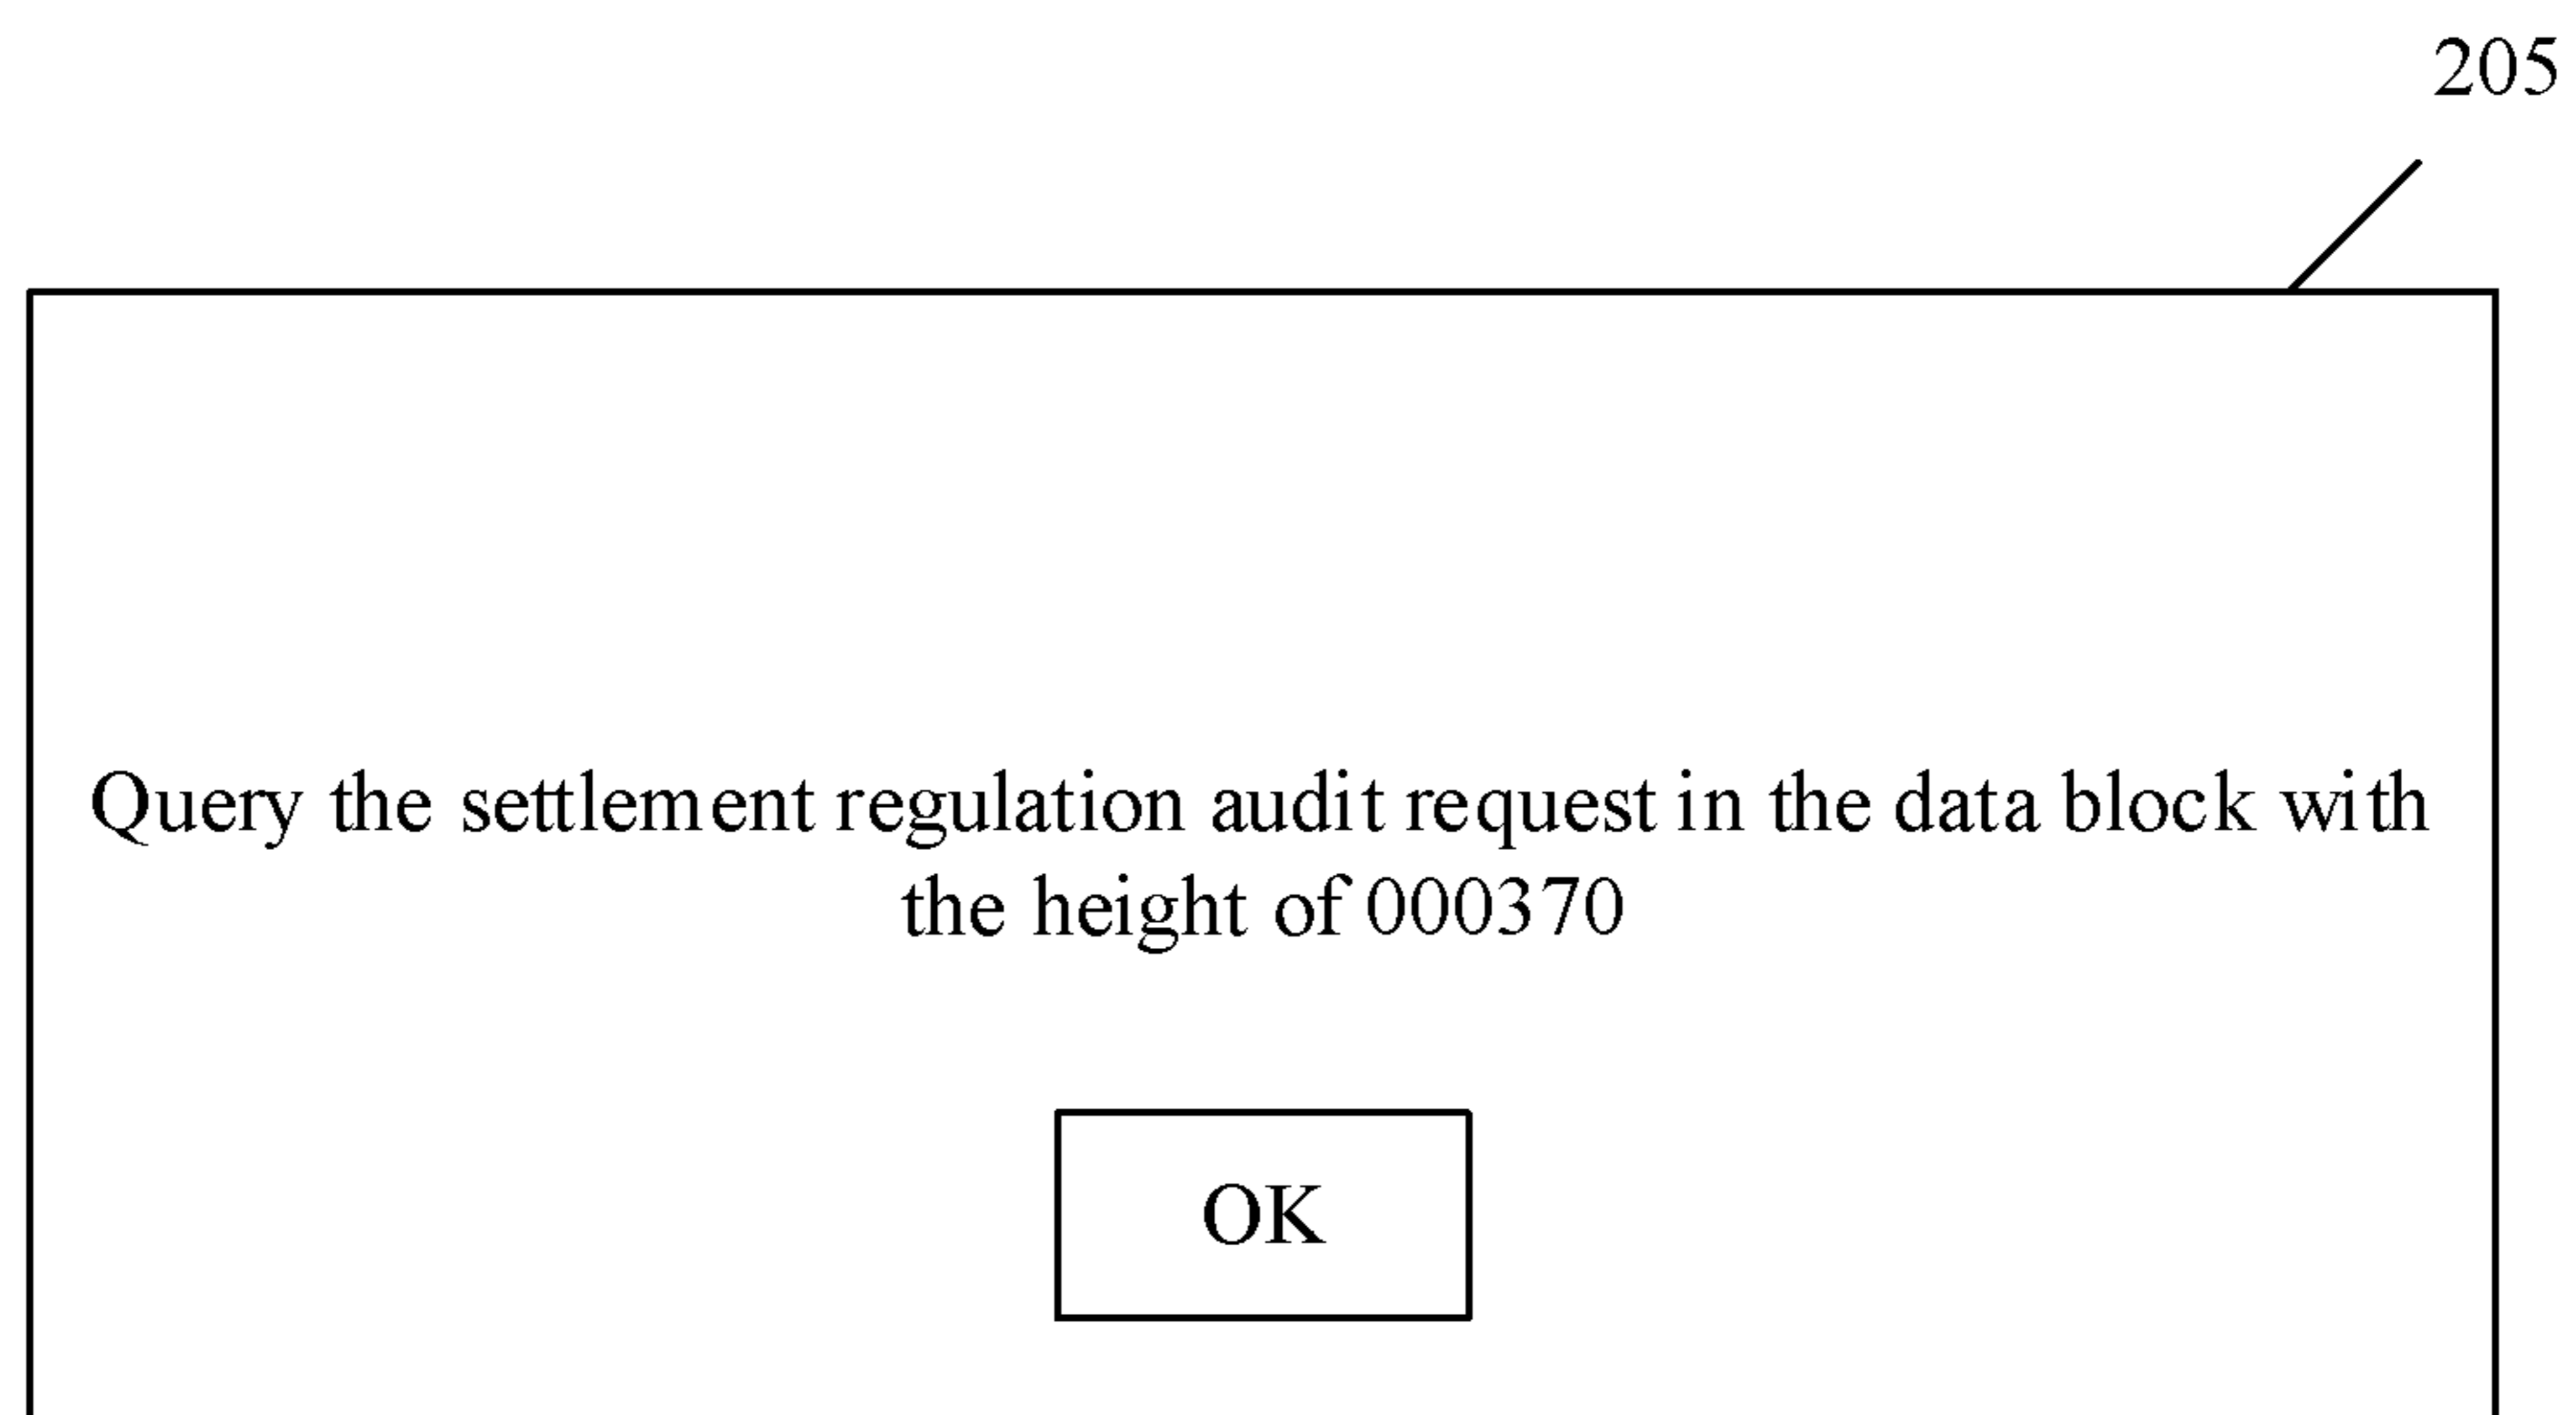 205
Query the settlement regulation audit request in the data block with
the height of 000370
OK